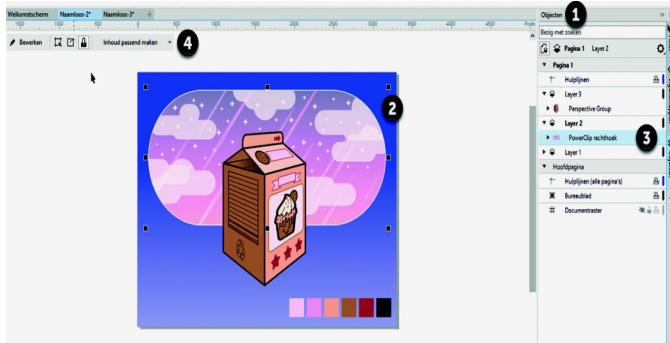 Welkomstscherm Naamloos-2* Naamloos-3* +
Bewerken Inhoud passend maken 4
2
1
Objecten
Bezig met zoeken
Pagina 1 Layer 2
Pagina 1
Hulplijnen
Layer 3
Perspective Group
Layer 2
PowerClip rechthoek 3
Layer 1
Hoofdpagina
Hulplijnen (alle pagina's)
Bureaublad
Documentraster